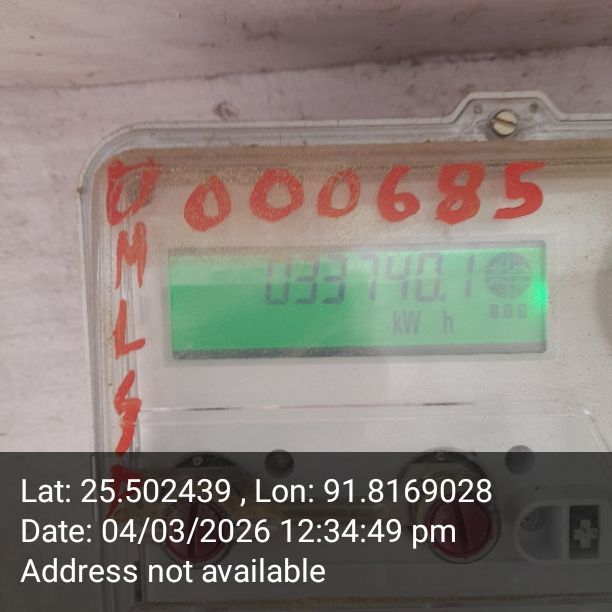 000685
U
M
L
S
033740.1
kW h
Lat: 25.502439 , Lon: 91.8169028
Date: 04/03/2026 12:34:49 pm
Address not available